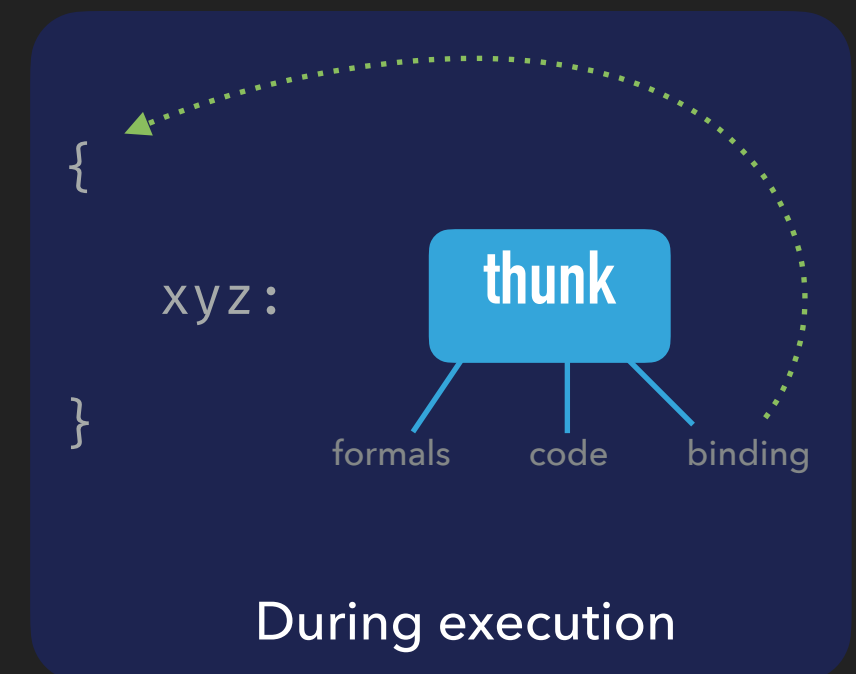 {
thunk
xyz:
}
formals code binding
During execution